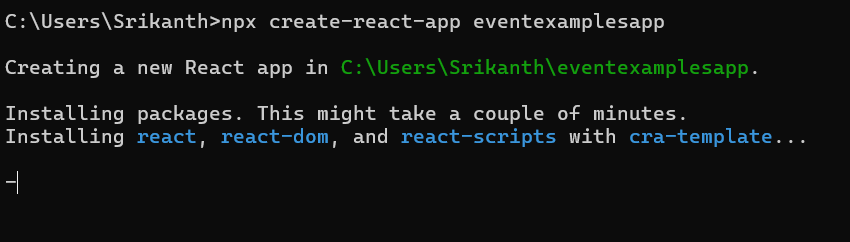 C:\Users\Srikanth>npx create-react-app eventexamplesapp
Creating a new React app in C:\Users\Srikanth\eventexamplesapp.
Installing packages. This might take a couple of minutes.
Installing react, react-dom, and react-scripts with cra-template...
-